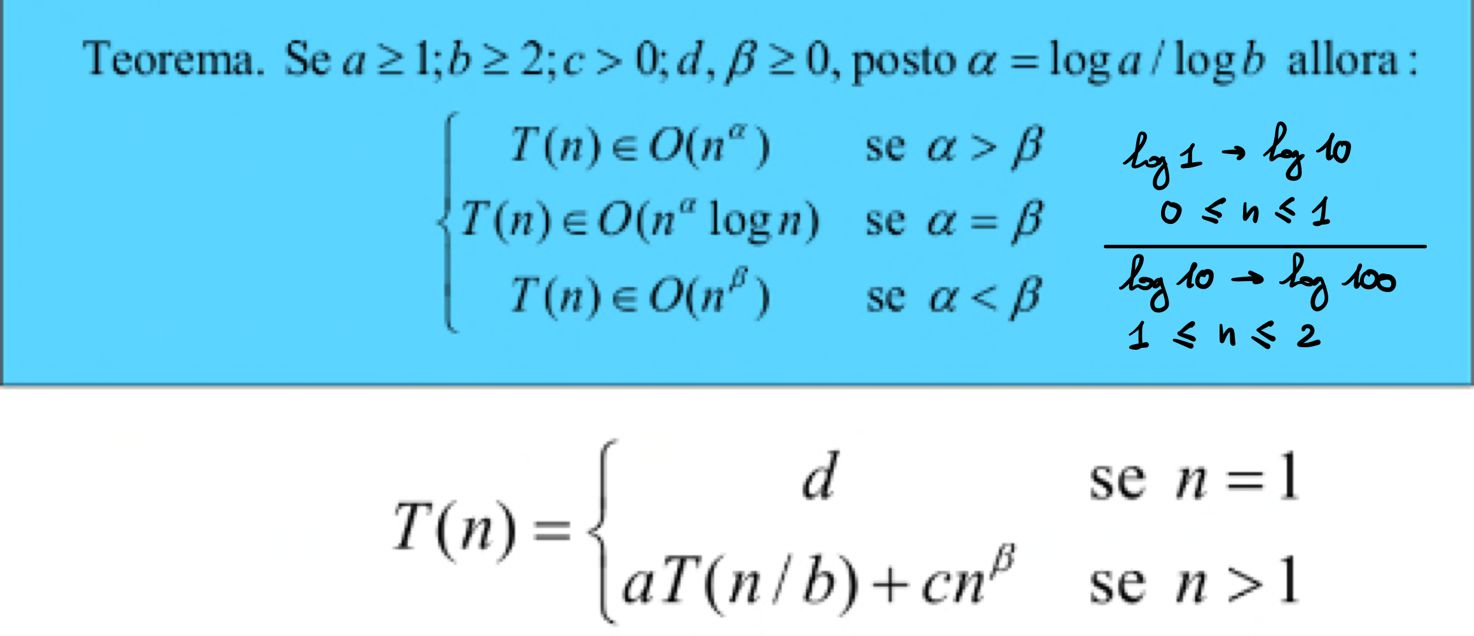 Teorema. Se a ≥ 1; b ≥ 2; c > 0; d, β ≥ 0, posto α = log a / log b allora :
T(n) ∈ O(n^α) se α > β
T(n) ∈ O(n^α log n) se α = β
T(n) ∈ O(n^β) se α < β
log 1 → log 10
0 ≤ n ≤ 1
log 10 → log 100
1 ≤ n ≤ 2
T(n) = { d se n = 1
aT(n / b) + cn^β se n > 1